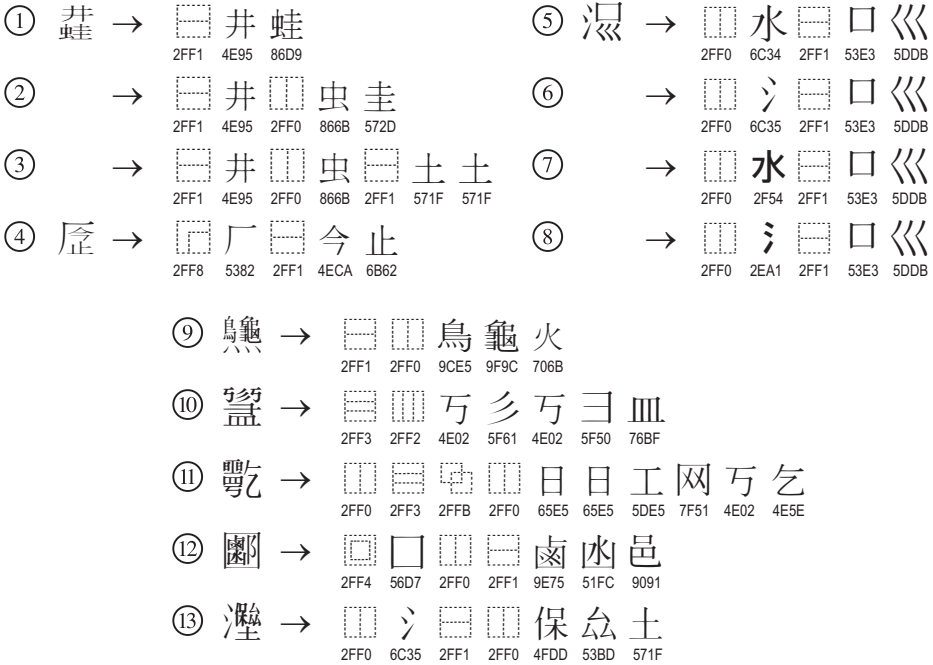 ① → ⿱ 井 蛙
2FF1 4E95 86D9
② → ⿱ 井 ⿰ 虫 圭
2FF1 4E95 2FF0 866B 572D
③ → ⿱ 井 ⿰ 虫 ⿱ 土 土
2FF1 4E95 2FF0 866B 2FF1 571F 571F
④ → ⿸ 厂 ⿱ 今 止
2FF8 5382 2FF1 4ECA 6B62
⑤ → ⿰ 水 ⿱ 口 巛
2FF0 6C34 2FF1 53E3 5DDB
⑥ → ⿰ 氵 ⿱ 口 巛
2FF0 6C35 2FF1 53E3 5DDB
⑦ → ⿰ ⽔ ⿱ 口 巛
2FF0 2F54 2FF1 53E3 5DDB
⑧ → ⿰ ⺡ ⿱ 口 巛
2FF0 2EA1 2FF1 53E3 5DDB
⑨ → ⿱ ⿰ 鳥 龜 火
2FF1 2FF0 9CE5 9F9C 706B
⑩ → ⿳ ⿲ 丂 彡 丂 彐 皿
2FF3 2FF2 4E02 5F61 4E02 5F50 76BF
⑪ → ⿰ ⿳ ⿻ ⿰ 日 日 工 网 丂 乞
2FF0 2FF3 2FFB 2FF0 65E5 65E5 5DE5 7F51 4E02 4E5E
⑫ → ⿴ 囗 ⿰ ⿱ 鹵 凼 邑
2FF4 56D7 2FF0 2FF1 9E75 51FC 9091
⑬ → ⿰ 氵 ⿱ ⿰ 保 厽 土
2FF0 6C35 2FF1 2FF0 4FDD 53BD 571F